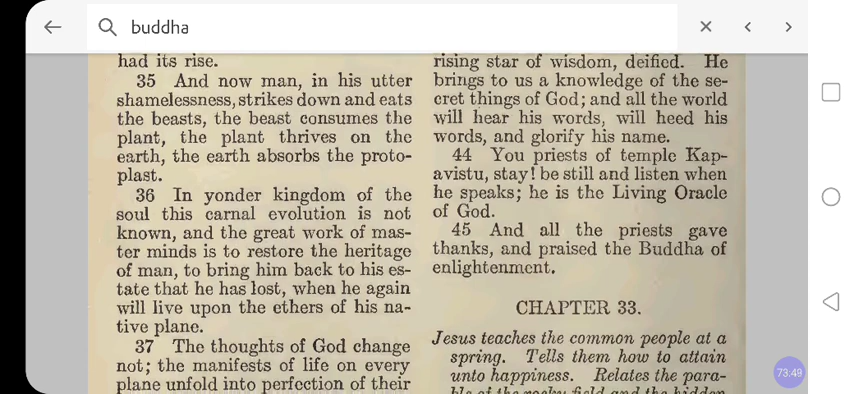 buddha
had its rise.
35 And now man, in his utter
shamelessness, strikes down and eats
the beasts, the beast consumes the
plant, the plant thrives on the
earth, the earth absorbs the proto-
plast.
36 In yonder kingdom of the
soul this carnal evolution is not
known, and the great work of mas-
ter minds is to restore the heritage
of man, to bring him back to his es-
tate that he has lost, when he again
will live upon the ethers of his na-
tive plane.
37 The thoughts of God change
not; the manifests of life on every
plane unfold into perfection of their
rising star of wisdom, deified. He
brings to us a knowledge of the se-
cret things of God; and all the world
will hear his words, will heed his
words, and glorify his name.
44 You priests of temple Kap-
avistu, stay! be still and listen when
he speaks; he is the Living Oracle
of God.
45 And all the priests gave
thanks, and praised the Buddha of
enlightenment.
CHAPTER 33.
Jesus teaches the common people at a
spring. Tells them how to attain
unto happiness. Relates the para-
ble of the rocky field and the hidden
73:49